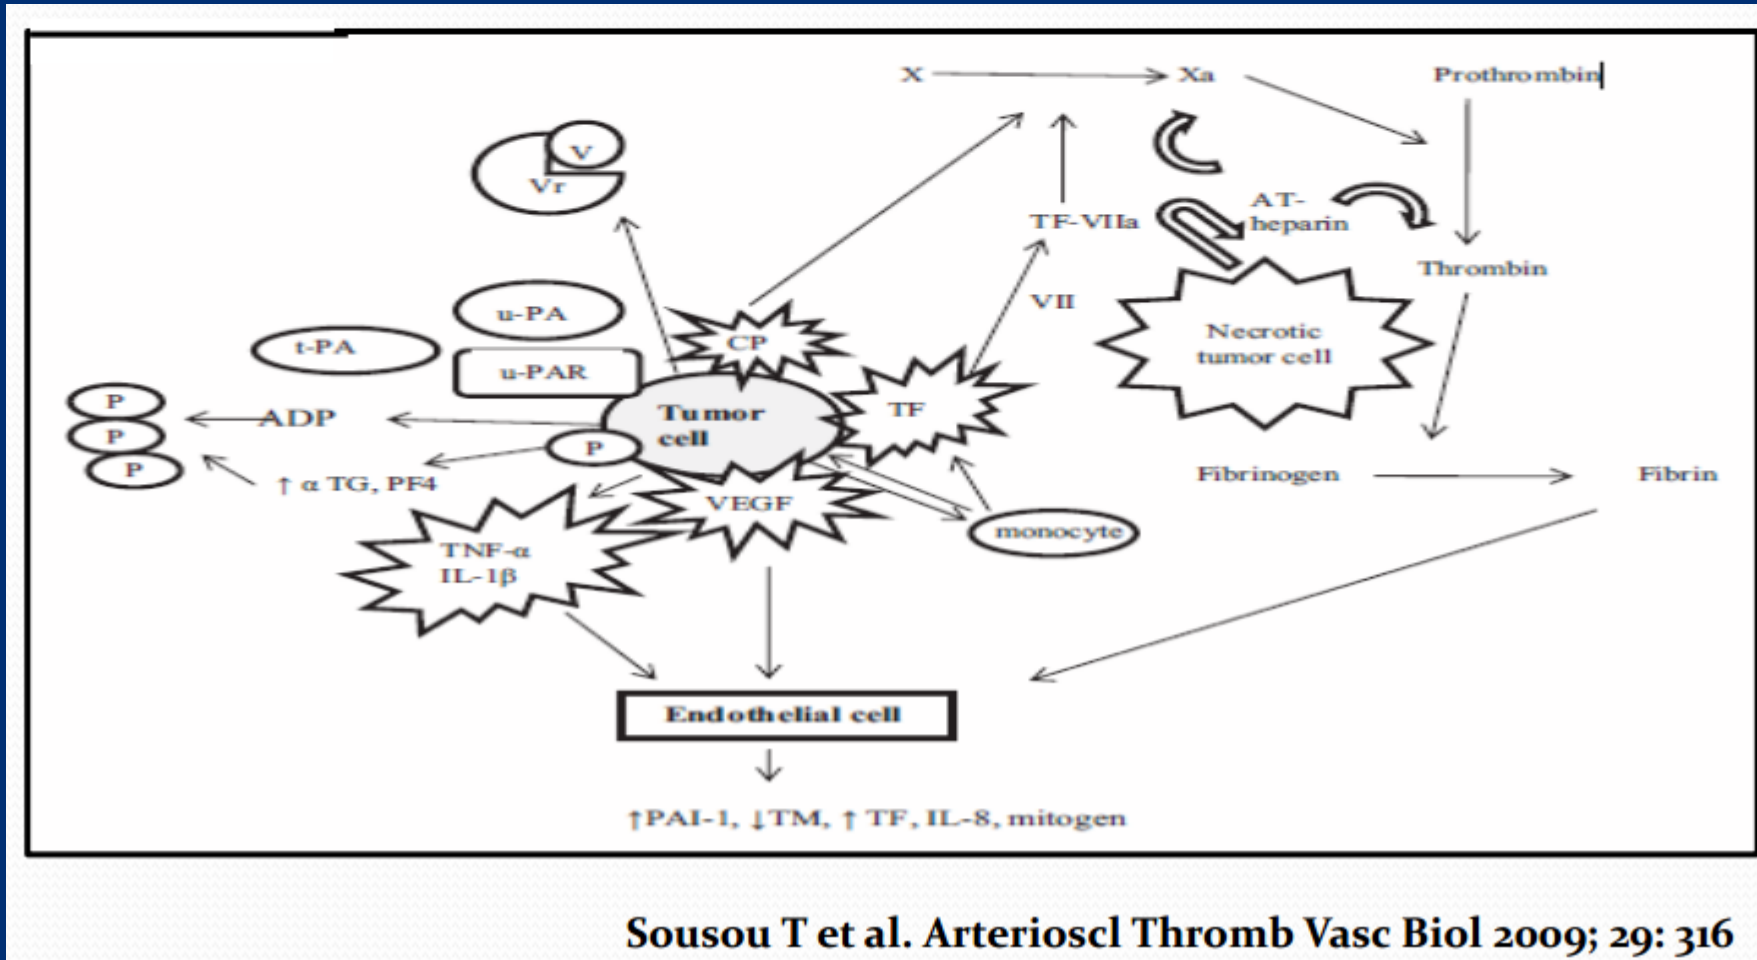 X
Xa
Prothrombin
V
Vr
AT-
heparin
TF-VIIa
Thrombin
u-PA
VII
t-PA
CP
Necrotic
tumor cell
u-PAR
P
ADP
Tumor
cell
TF
P
P
P
↑ α TG, PF4
VEGF
Fibrinogen
Fibrin
monocyte
TNF-α
IL-1β
Endothelial cell
↑PAI-1, ↓TM, ↑ TF, IL-8, mitogen
Sousou T et al. Arterioscl Thromb Vasc Biol 2009; 29: 316